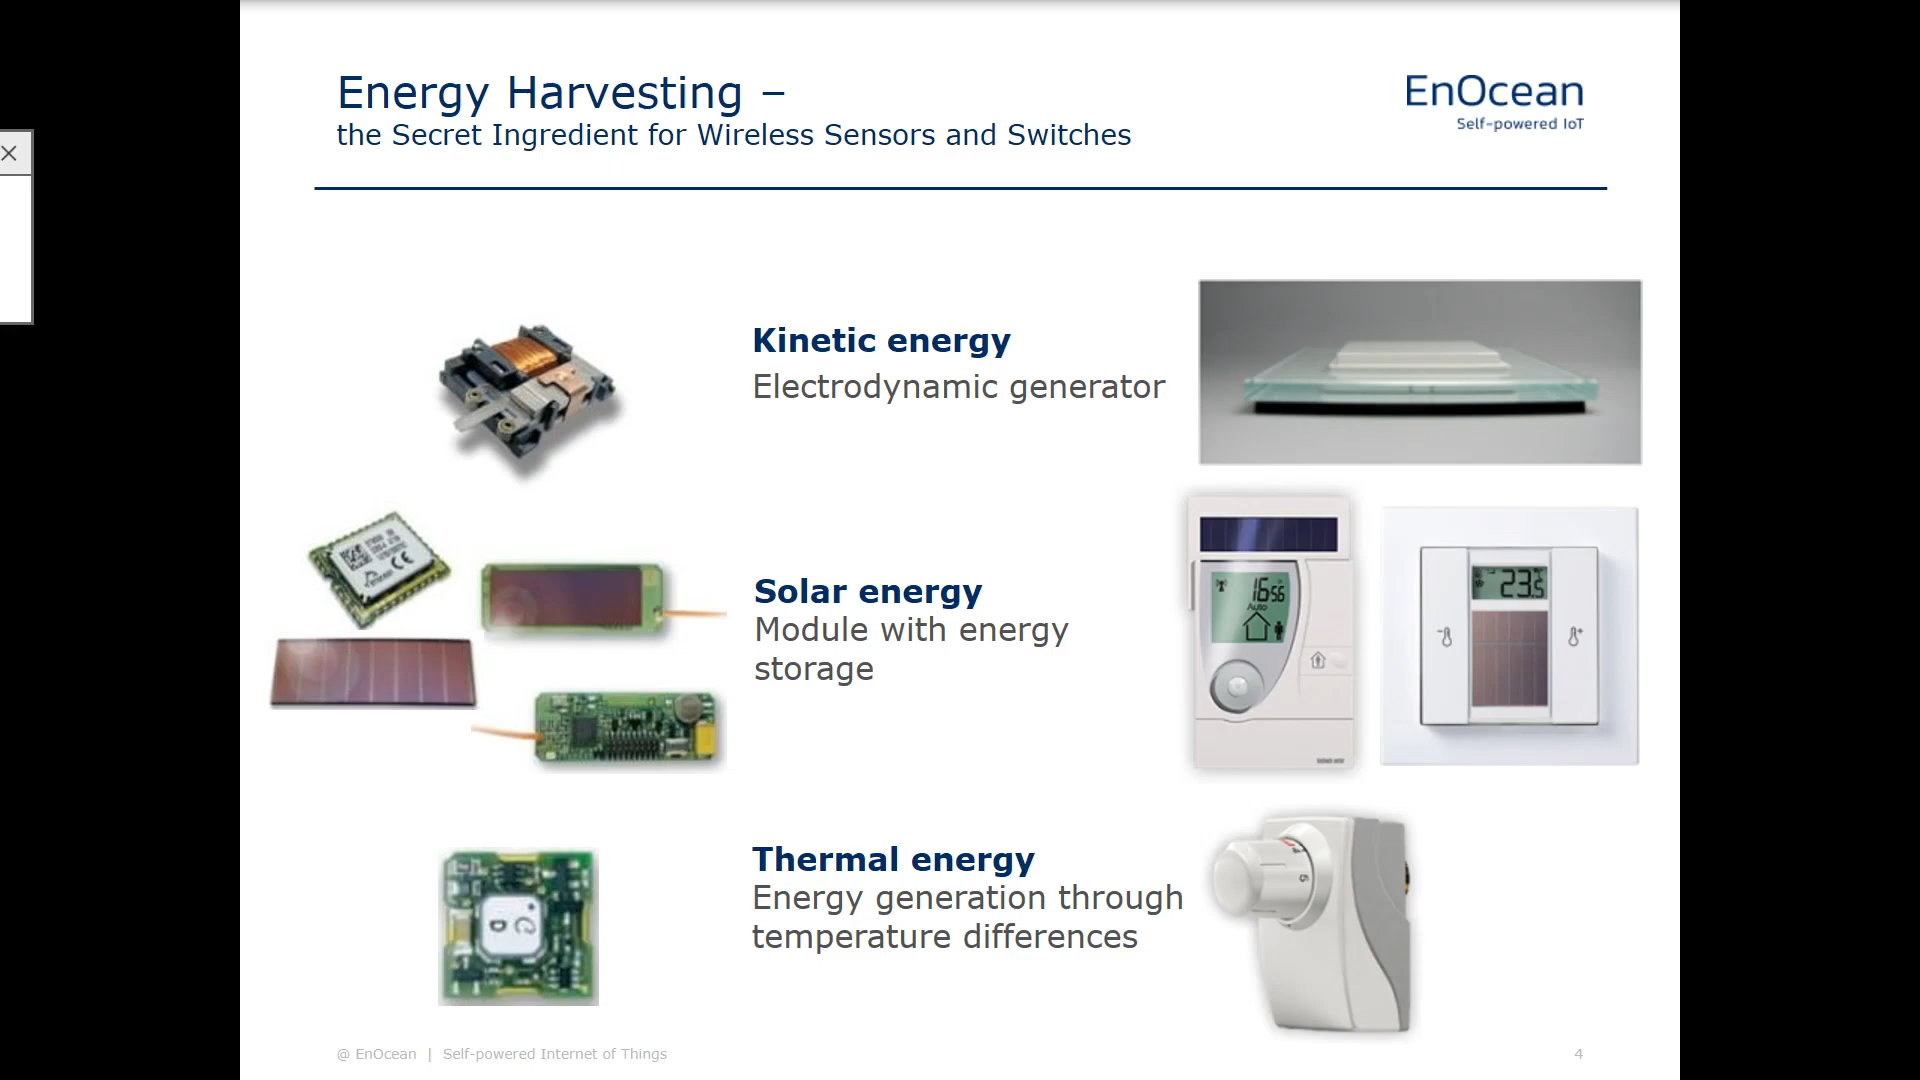 Energy Harvesting –
the Secret Ingredient for Wireless Sensors and Switches
EnOcean
Self-powered IoT
Kinetic energy
Electrodynamic generator
Solar energy
Module with energy
storage
16:56
Auto
23.5
Thermal energy
Energy generation through
temperature differences
@ EnOcean | Self-powered Internet of Things
4